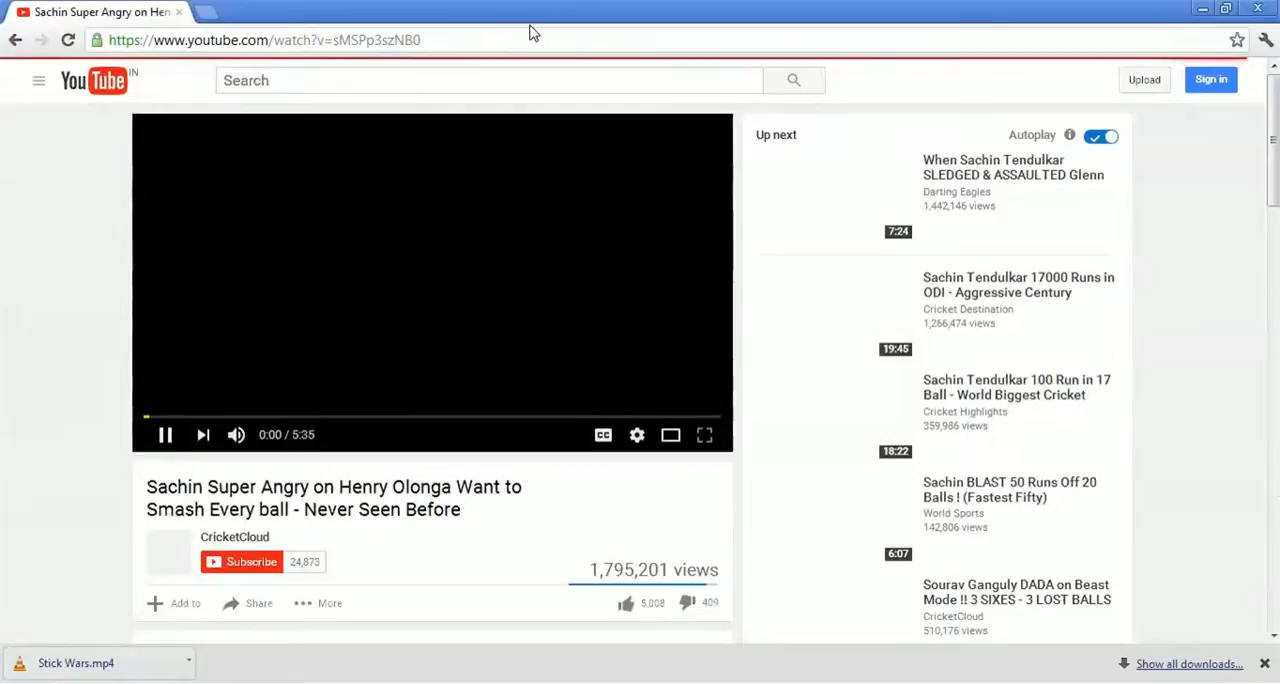 Sachin Super Angry on Hen
https://www.youtube.com/watch?v=sMSPp3szNB0
YouTube IN
Search
Upload
Sign in
Up next
Autoplay
When Sachin Tendulkar
SLEDGED & ASSAULTED Glenn
Darting Eagles
1,442,146 views
7:24
Sachin Tendulkar 17000 Runs in
ODI - Aggressive Century
Cricket Destination
1,266,474 views
19:45
Sachin Tendulkar 100 Run in 17
Ball - World Biggest Cricket
Cricket Highlights
359,986 views
18:22
Sachin BLAST 50 Runs Off 20
Balls ! (Fastest Fifty)
World Sports
142,806 views
6:07
Sourav Ganguly DADA on Beast
Mode !! 3 SIXES - 3 LOST BALLS
CricketCloud
510,176 views
0:00 / 5:35
CC
Sachin Super Angry on Henry Olonga Want to
Smash Every ball - Never Seen Before
CricketCloud
Subscribe 24,873
1,795,201 views
Add to Share More
5,008 409
Stick Wars.mp4
Show all downloads...